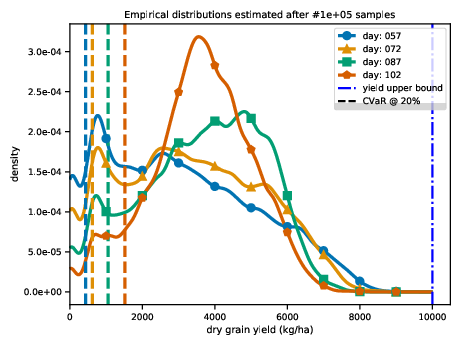 Empirical distributions estimated after #1e+05 samples
3.0e-04
2.5e-04
2.0e-04
1.5e-04
1.0e-04
5.0e-05
0.0e+00
density
day: 057
day: 072
day: 087
day: 102
yield upper bound
CVaR @ 20%
0 2000 4000 6000 8000 10000
dry grain yield (kg/ha)